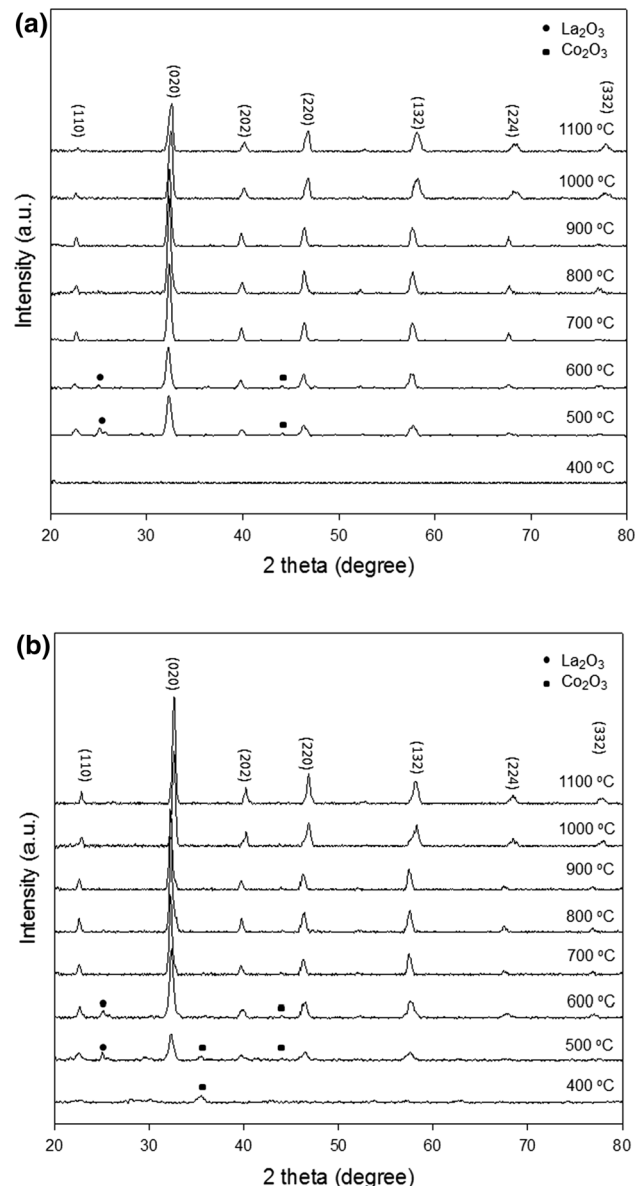 (a)
● La₂O₃
■ Co₂O₃
(110)
(020)
(202)
(220)
(132)
(224)
(332)
1100 ºC
1000 ºC
900 ºC
800 ºC
700 ºC
600 ºC
500 ºC
400 ºC
Intensity (a.u.)
20 30 40 50 60 70 80
2 theta (degree)
(b)
● La₂O₃
■ Co₂O₃
(110)
(020)
(202)
(220)
(132)
(224)
(332)
1100 ºC
1000 ºC
900 ºC
800 ºC
700 ºC
600 ºC
500 ºC
400 ºC
Intensity (a.u.)
20 30 40 50 60 70 80
2 theta (degree)